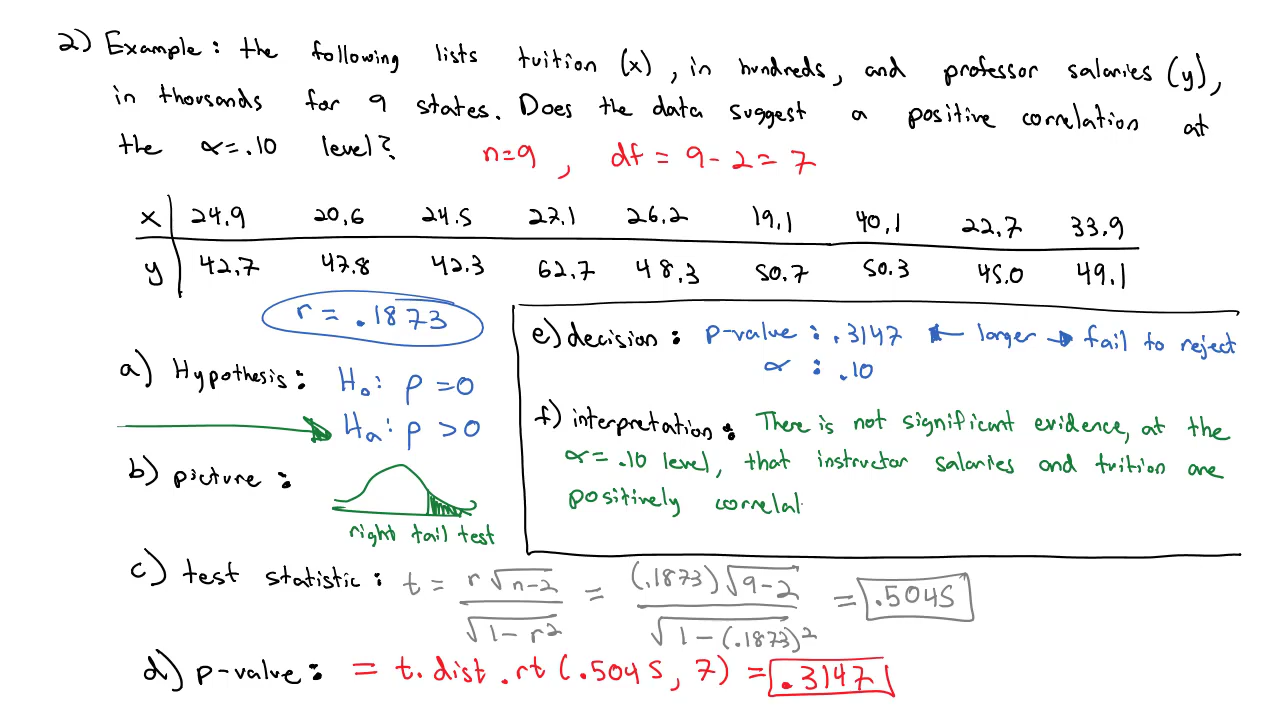 2) Example: the following lists tuition (x), in hundreds, and professor salaries (y),
in thousands for 9 states. Does the data suggest a positive correlation at
the α=.10 level? n=9, df = 9-2=7
x | 24.9 20.6 24.5 27.1 26.2 19.1 40.1 22.7 33.9
y | 42.7 47.8 42.3 62.7 48.3 50.7 50.3 45.0 49.1
r = .1873
a) Hypothesis: H₀: ρ = 0
Hₐ: ρ > 0
b) picture:
right tail test
c) test statistic: t = r√(n-2) / √(1-r²) = (.1873)√(9-2) / √(1-(.1873)²) = .5045
d) p-value: = t.dist.rt(.5045, 7) = .3147
e) decision: p-value: .3147 ← larger → fail to reject
α : .10
f) interpretation: There is not significant evidence, at the
α=.10 level, that instructor salaries and tuition are
positively correlat